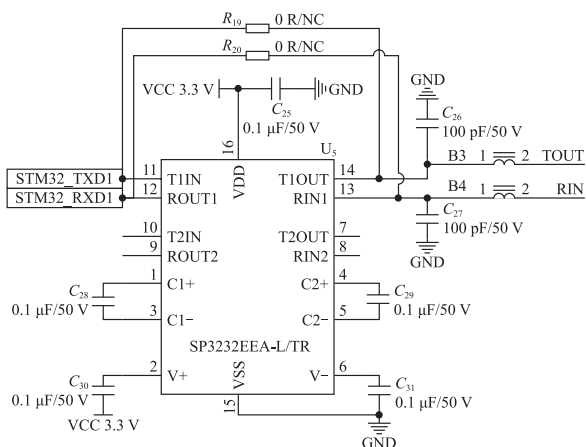 R19 0 R/NC
R20 0 R/NC
VCC 3.3 V
GND
C25
0.1 μF/50 V
GND
C26
100 pF/50 V
U5
16
VDD
STM32_TXD1
11
T1IN
T1OUT
14
B3 1 2 TOUT
STM32_RXD1
12
ROUT1
RIN1
13
B4 1 2 RIN
10
T2IN
T2OUT
7
9
ROUT2
RIN2
8
C27
100 pF/50 V
GND
1
C1+
C2+
4
C28
0.1 μF/50 V
C29
0.1 μF/50 V
3
C1−
C2−
5
SP3232EEA-L/TR
2
V+
V−
6
VSS
15
C30
0.1 μF/50 V
VCC 3.3 V
C31
0.1 μF/50 V
GND